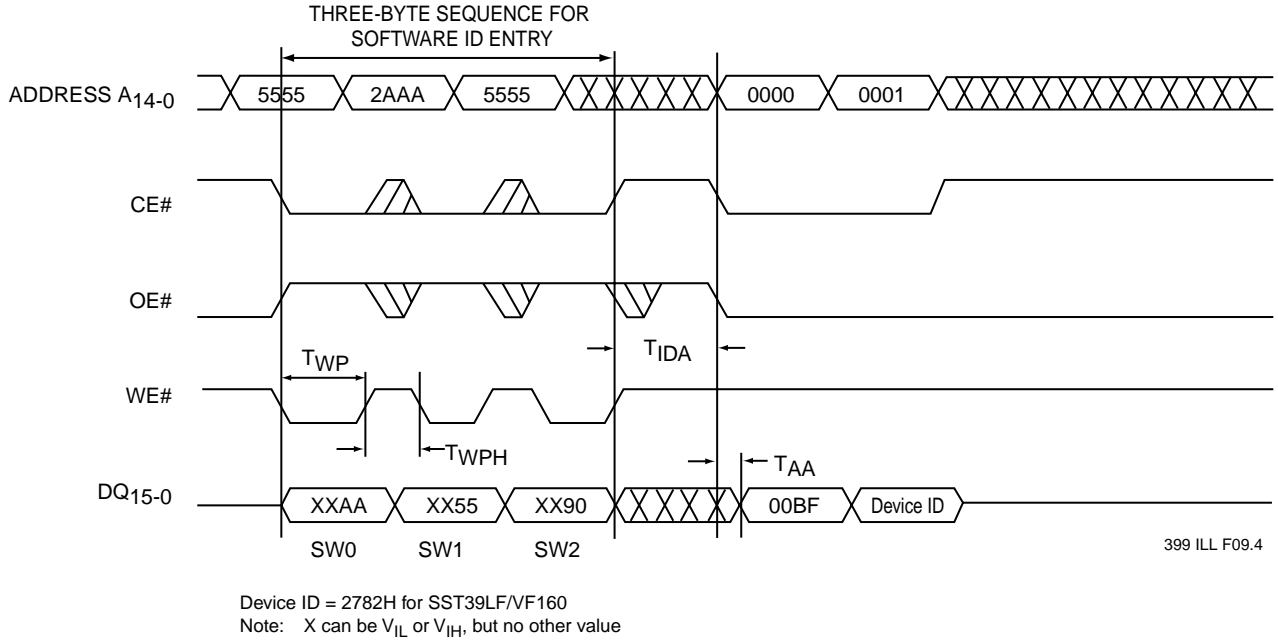 THREE-BYTE SEQUENCE FOR
SOFTWARE ID ENTRY
ADDRESS A14-0
5555 2AAA 5555 0000 0001
CE#
OE#
TIDA
TWP
WE#
TWPH
TAA
DQ15-0
XXAA XX55 XX90 00BF Device ID
SW0 SW1 SW2
399 ILL F09.4
Device ID = 2782H for SST39LF/VF160
Note: X can be VIL or VIH, but no other value